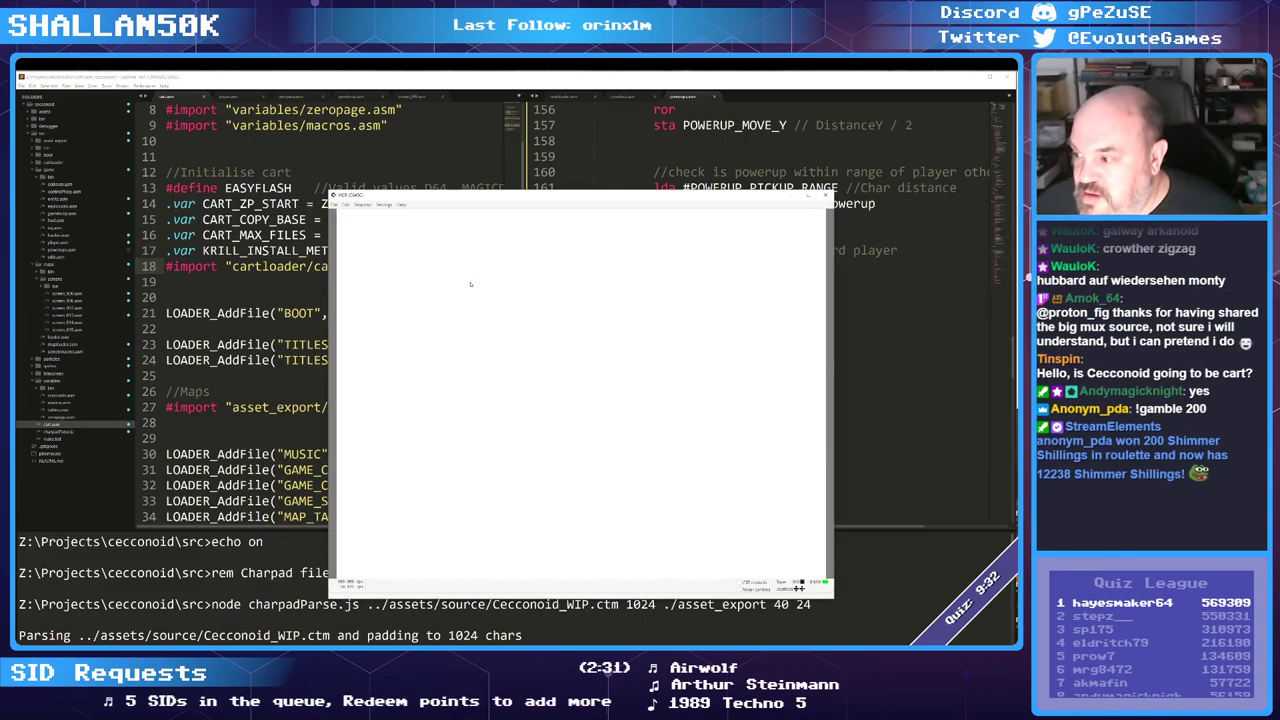 SHALLAN50K
Last Follow: orinxlm
Discord gPeZuSE
Twitter @EvoluteGames
FOLDERS
8 #import "variables/zeropage.asm"
9 #import "variables/macros.asm"
10
11
12 //Initialise cart
13 #define EASYFLASH //Valid values D64, MAGIC
14 .var CART_ZP_START =
15 .var CART_COPY_BASE =
16 .var CART_MAX_FILES =
17 .var KRILL_INSTALL_MET
18 #import "cartloader/ca
19
20
21 LOADER_AddFile("BOOT",
22
23 LOADER_AddFile("TITLES
24 LOADER_AddFile("TITLES
25
26 //Maps
27 #import "asset_export/
28
29
30 LOADER_AddFile("MUSIC"
31 LOADER_AddFile("GAME_C
32 LOADER_AddFile("GAME_C
33 LOADER_AddFile("GAME_S
34 LOADER_AddFile("MAP_TA
156 ror
157 sta POWERUP_MOVE_Y // DistanceY / 2
158
159
160 //check is powerup within range of player othe
161 lda #POWERUP_PICKUP_RANGE //Char distance
owerup
rd player
Z:\Projects\cecconoid\src>echo on
Z:\Projects\cecconoid\src>rem Charpad file
Z:\Projects\cecconoid\src>node charpadParse.js ../assets/source/Cecconoid_WIP.ctm 1024 ./asset_export 40 24
Parsing ../assets/source/Cecconoid_WIP.ctm and padding to 1024 chars
Quiz: 9:32
WauloK: galway arkanoid
WauloK: crowther zigzag
WauloK:
hubbard auf wiedersehen monty
Amok_64:
@proton_fig thanks for having shared
the big mux source, not time i will
understand, but i can pretend i do
Tinspin:
Hello, is Cecconoid going to be cart?
Andymagicknight: yes
Anonym_pda: !gamble 200
StreamElements
anonym_pda won 200 Shimmer
Shillings in roulette and now has
12238 Shimmer Shillings!
Quiz League
1 hayesmaker64 569309
2 stepz__ 550331
3 sp175 310973
4 eldritch79 216190
5 prow7 134609
6 mrg8472 131759
7 akmafin 57722
SID Requests
♬ 5 SIDs in the queue, Redeem points to add more
(2:31) ♬ Airwolf
♫ Arthur Steinmann
♪ 1989 Techno 5